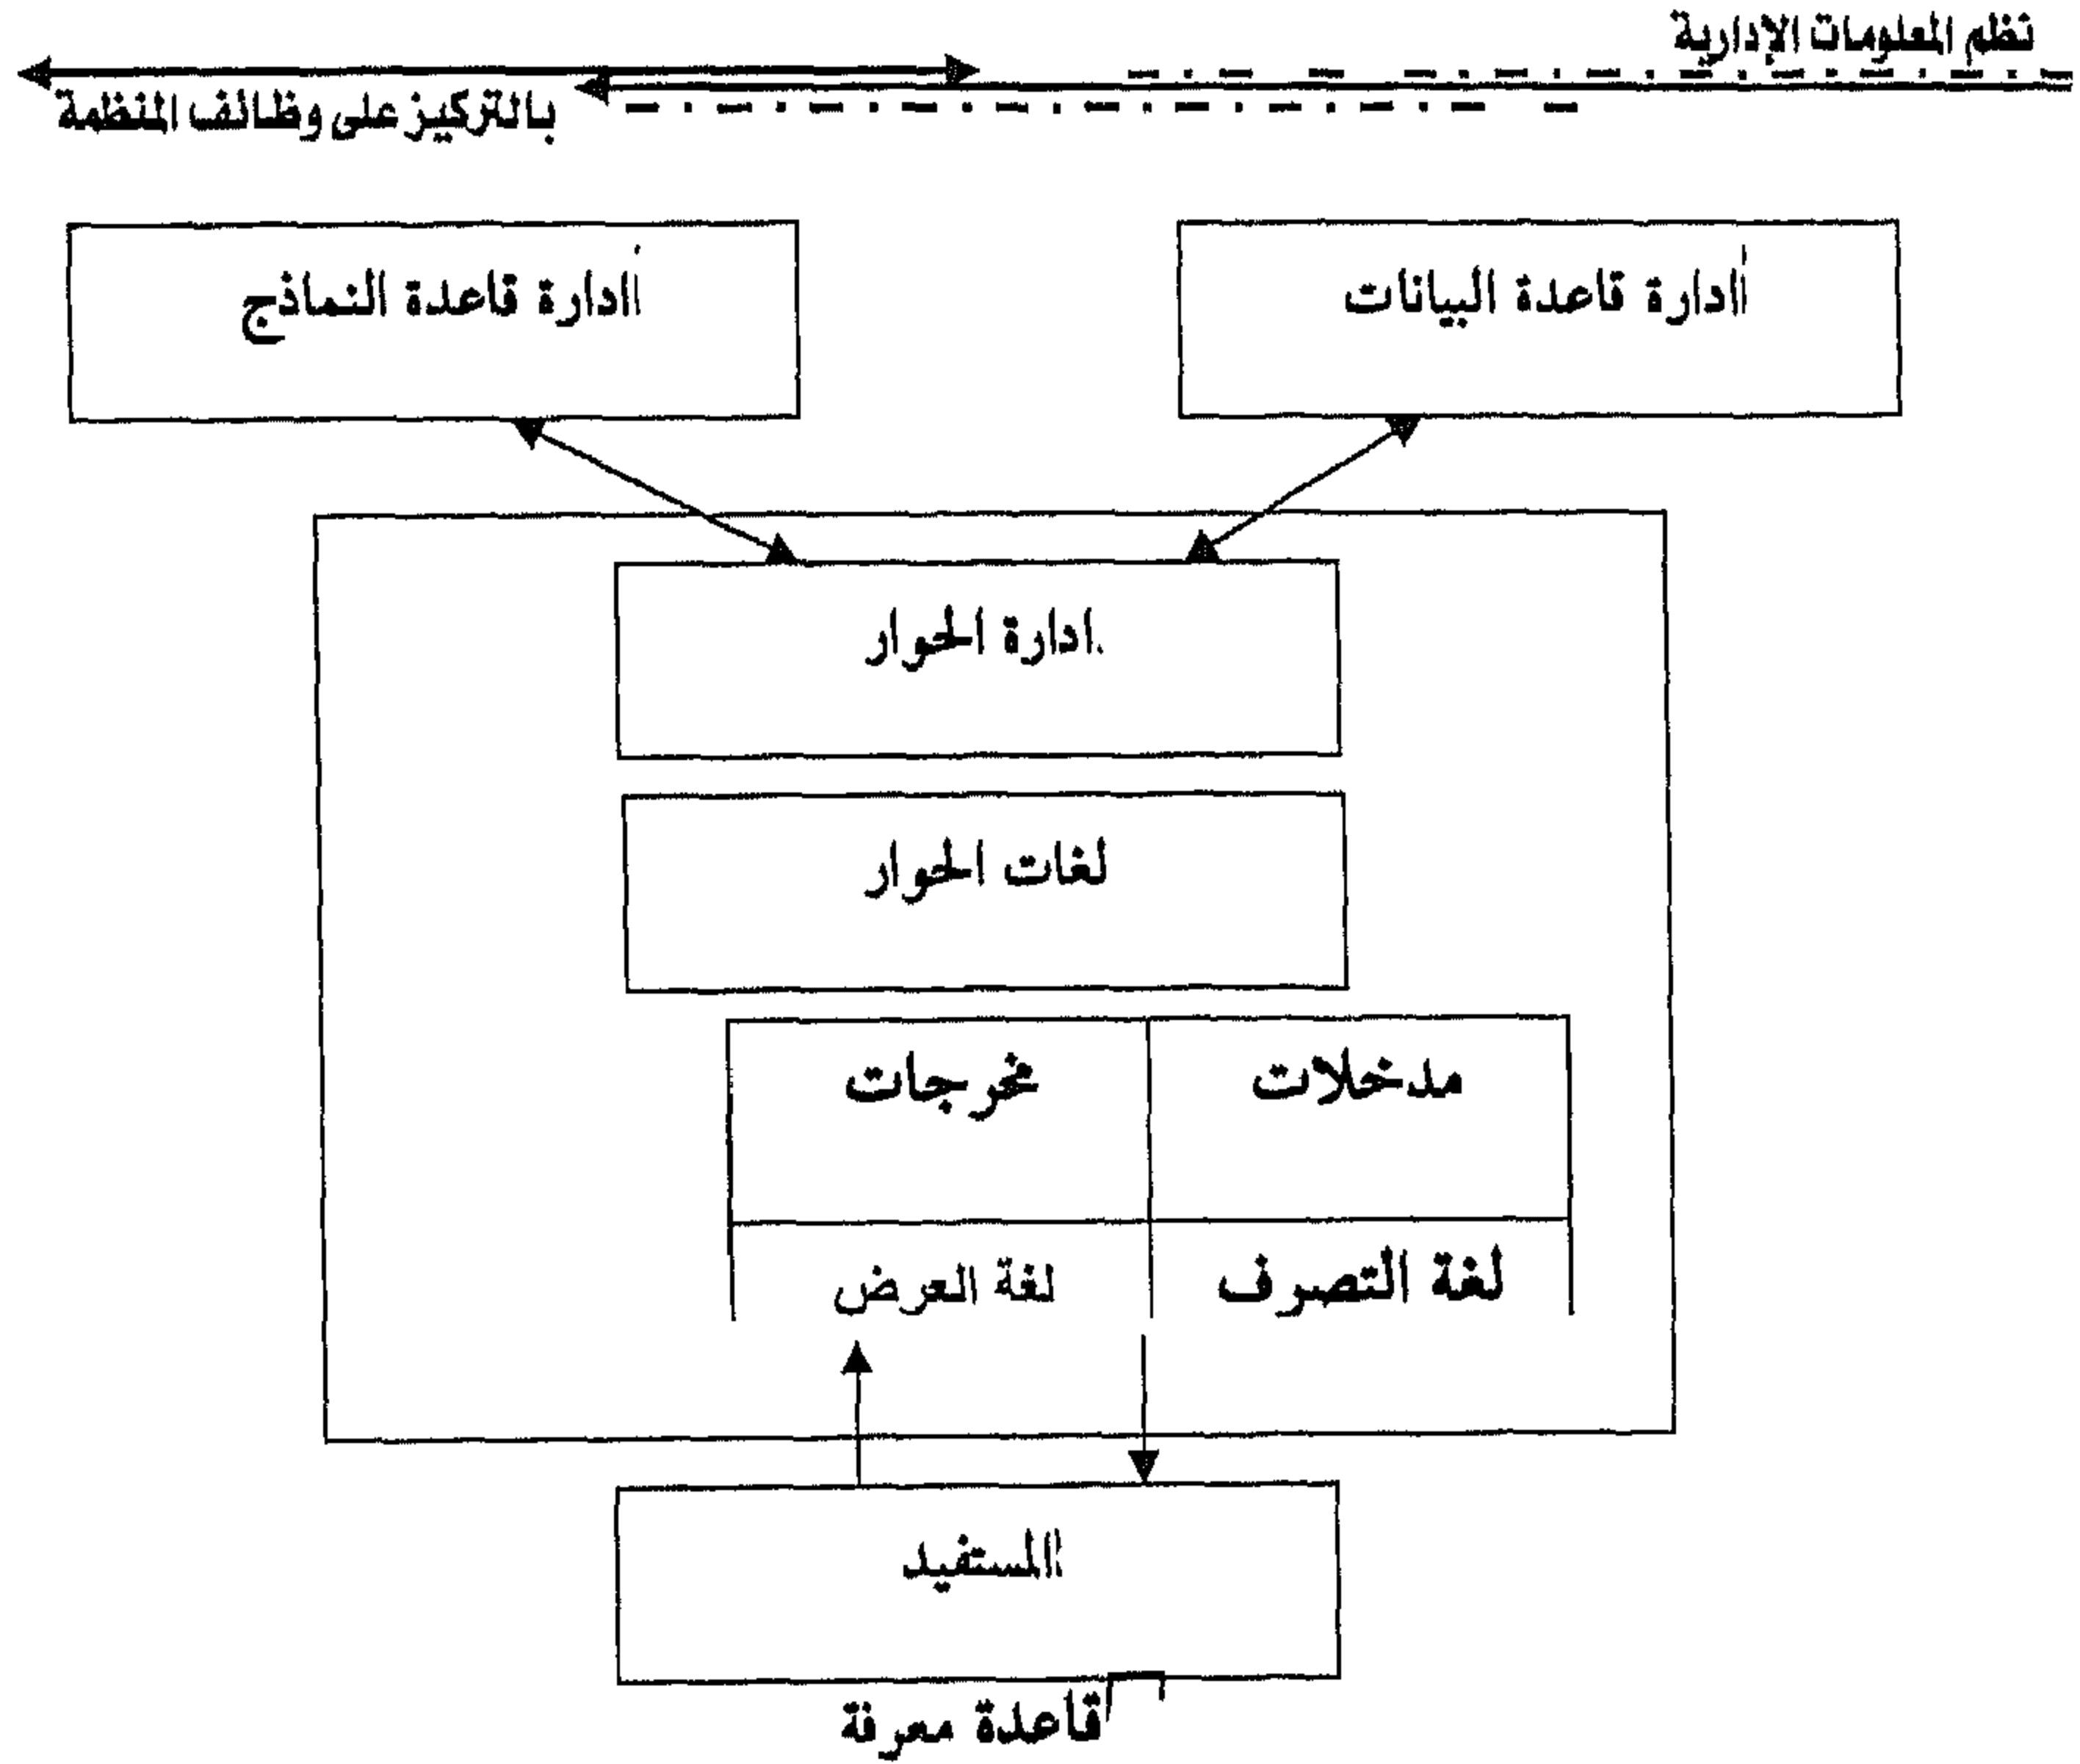 نظم المعلومات الإدارية
بالتركيز على وظائف المنظمة
ادارة قاعدة البيانات
ادارة قاعدة النماذج
ادارة الحوار
لغات الحوار
مدخلات
مخرجات
لغة التصرف
لغة العرض
المستفيد
قاعدة معرفة